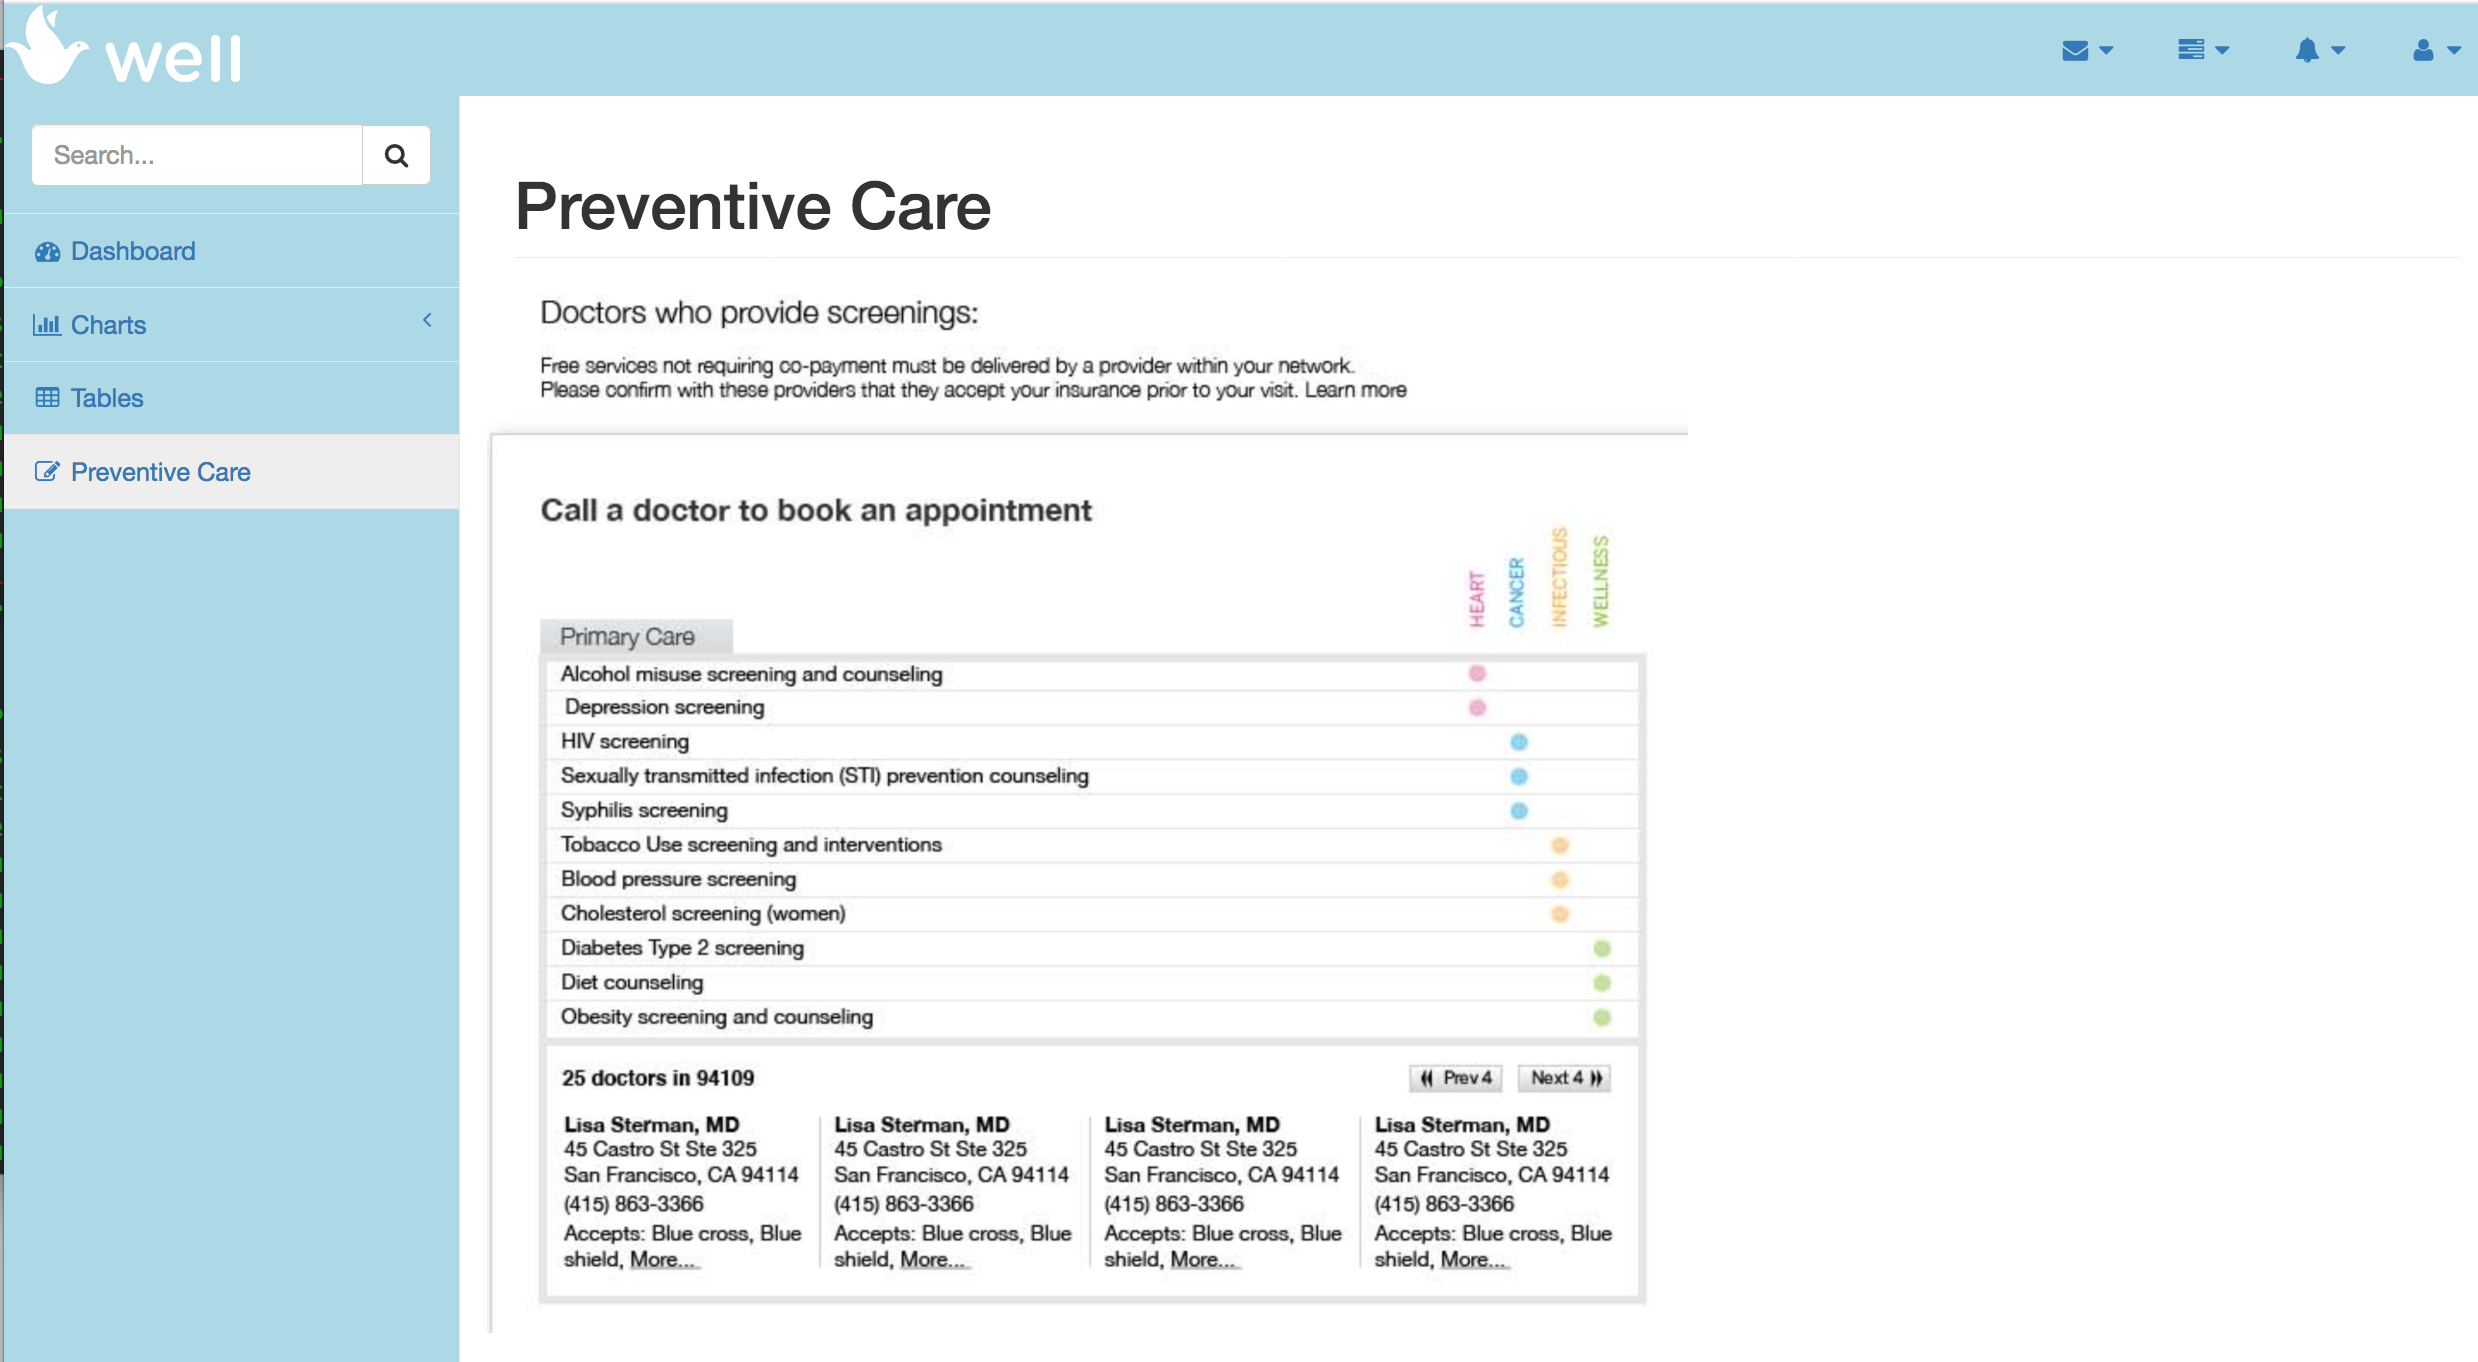 well
Search...
Dashboard
Charts
Tables
Preventive Care
Preventive Care
Doctors who provide screenings:
Free services not requiring co-payment must be delivered by a provider within your network.
Please confirm with these providers that they accept your insurance prior to your visit. Learn more
Call a doctor to book an appointment
HEART
CANCER
INFECTIOUS
WELLNESS
Primary Care
Alcohol misuse screening and counseling
Depression screening
HIV screening
Sexually transmitted infection (STI) prevention counseling
Syphilis screening
Tobacco Use screening and interventions
Blood pressure screening
Cholesterol screening (women)
Diabetes Type 2 screening
Diet counseling
Obesity screening and counseling
25 doctors in 94109
Prev 4
Next 4
Lisa Sterman, MD
45 Castro St Ste 325
San Francisco, CA 94114
(415) 863-3366
Accepts: Blue cross, Blue
shield, More...
Lisa Sterman, MD
45 Castro St Ste 325
San Francisco, CA 94114
(415) 863-3366
Accepts: Blue cross, Blue
shield, More...
Lisa Sterman, MD
45 Castro St Ste 325
San Francisco, CA 94114
(415) 863-3366
Accepts: Blue cross, Blue
shield, More...
Lisa Sterman, MD
45 Castro St Ste 325
San Francisco, CA 94114
(415) 863-3366
Accepts: Blue cross, Blue
shield, More...